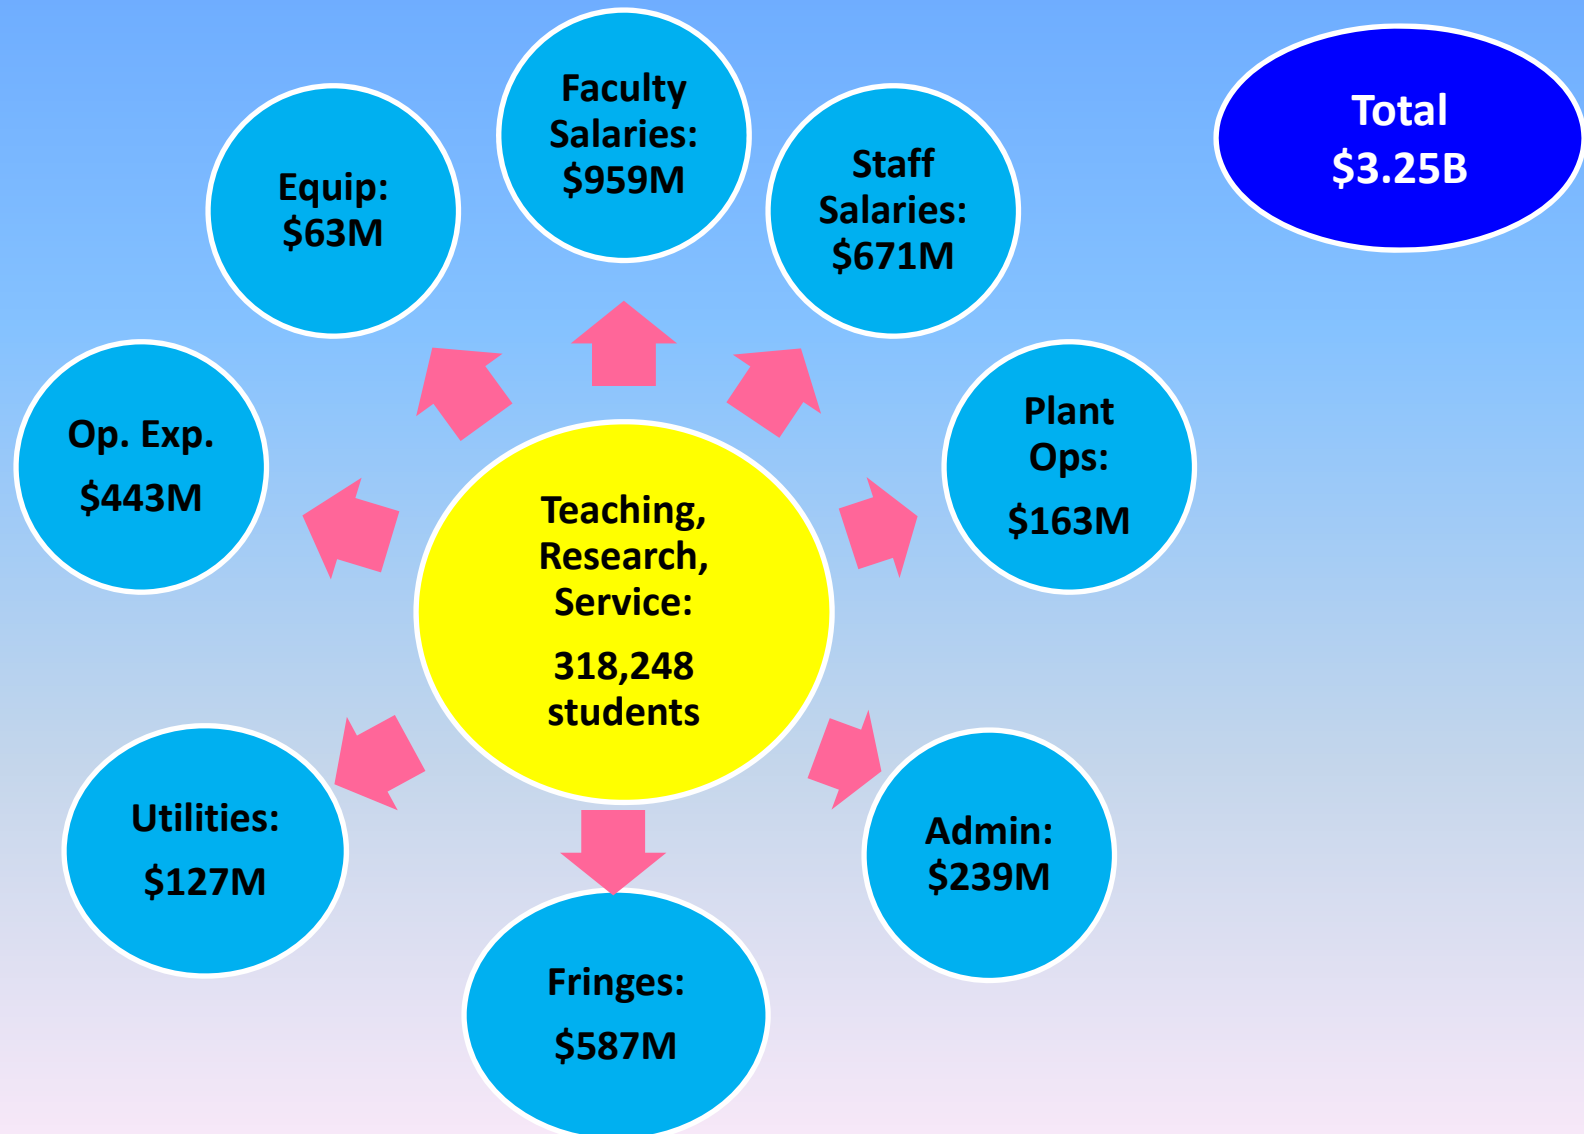 Faculty
Salaries:
$959M
Total
$3.25B
Staff
Salaries:
$671M
Equip:
$63M
Plant
Ops:
$163M
Op. Exp.
$443M
Teaching,
Research,
Service:
318,248
students
Utilities:
$127M
Admin:
$239M
Fringes:
$587M